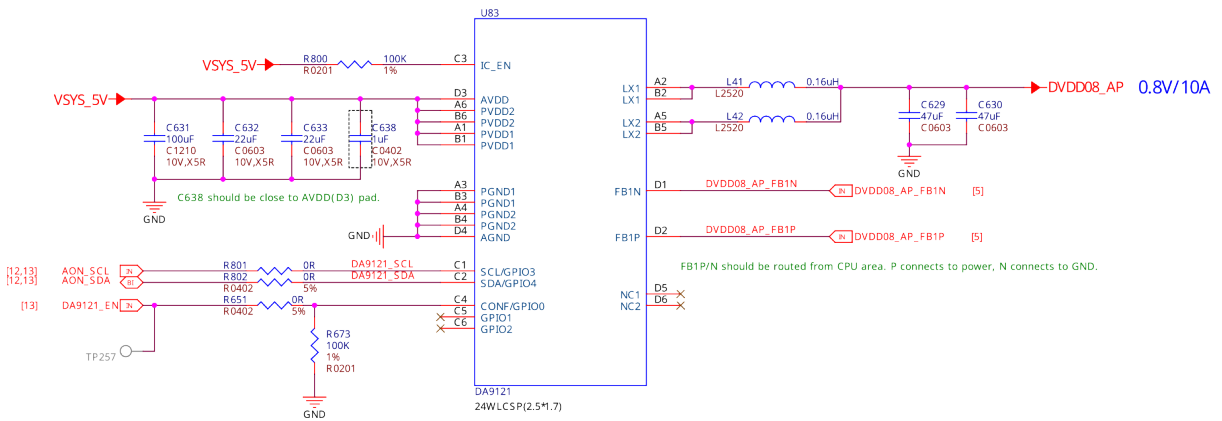 U83
VSYS_5V
R800
R0201
100K
1%
C3
IC_EN
VSYS_5V
D3
A6
B6
A1
B1
AVDD
PVDD2
PVDD2
PVDD1
PVDD1
C631
100uF
C1210
10V,X5R
C632
22uF
C0603
10V,X5R
C633
22uF
C0603
10V,X5R
C638
1uF
C0402
10V,X5R
GND
C638 should be close to AVDD(D3) pad.
A3
B3
A4
B4
D4
PGND1
PGND1
PGND2
PGND2
AGND
GND
[12,13]
[12,13]
AON_SCL
AON_SDA
IN
BI
R801
R802
R0402
0R
0R
5%
DA9121_SCL
DA9121_SDA
C1
C2
SCL/GPIO3
SDA/GPIO4
[13]
DA9121_EN
IN
R651
R0402
0R
5%
C4
C5
C6
CONF/GPIO0
GPIO1
GPIO2
TP257
R673
100K
1%
R0201
GND
LX1
LX1
LX2
LX2
A2
B2
A5
B5
L41
L2520
0.16uH
L42
L2520
0.16uH
C629
47uF
C0603
C630
47uF
C0603
GND
DVDD08_AP
0.8V/10A
FB1N
D1
DVDD08_AP_FB1N
IN
DVDD08_AP_FB1N
[5]
FB1P
D2
DVDD08_AP_FB1P
IN
DVDD08_AP_FB1P
[5]
FB1P/N should be routed from CPU area. P connects to power, N connects to GND.
NC1
NC2
D5
D6
DA9121
24WLCSP(2.5*1.7)